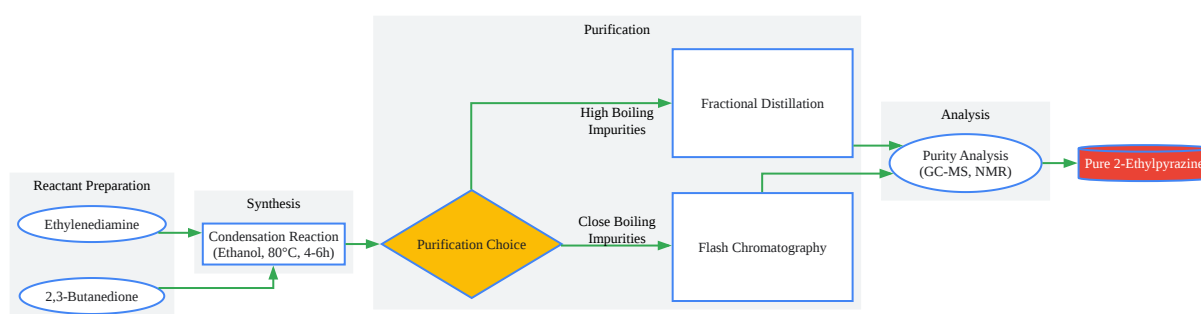 Purification
Fractional Distillation
High Boiling
Impurities
Analysis
Purity Analysis
(GC-MS, NMR)
Pure 2-Ethylpyrazine
Reactant Preparation
Ethylenediamine
2,3-Butanedione
Synthesis
Condensation Reaction
(Ethanol, 80°C, 4-6h)
Purification Choice
Close Boiling
Impurities
Flash Chromatography